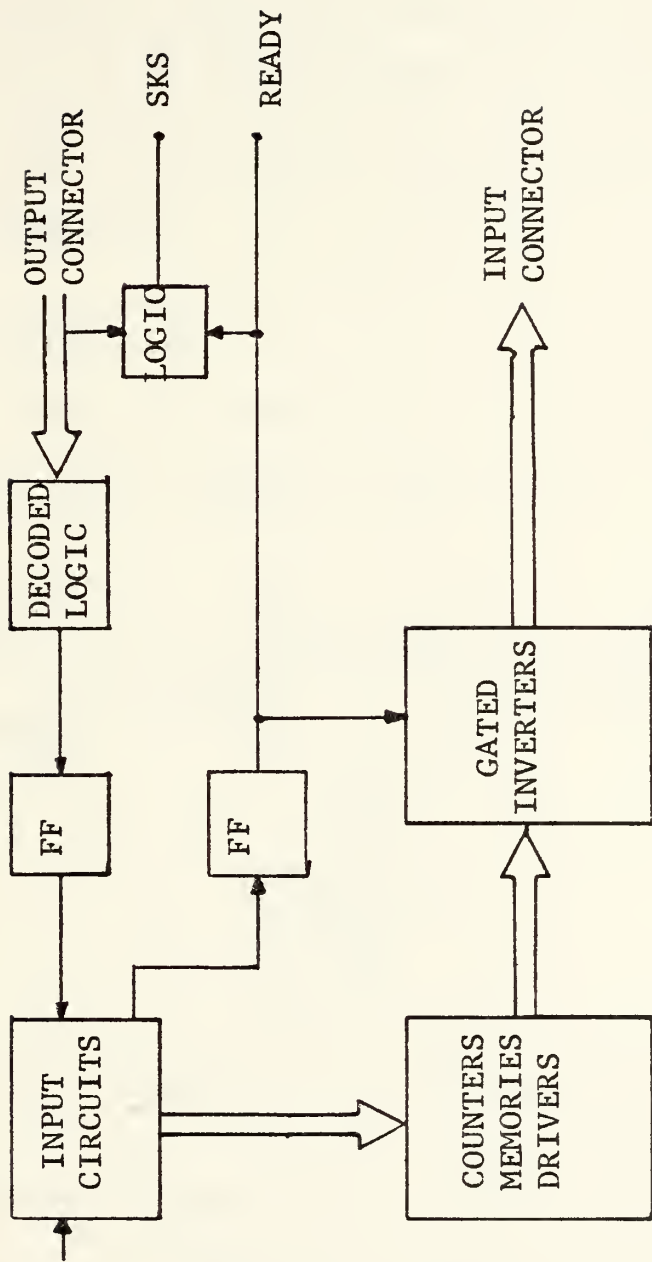 INPUT
CIRCUITS
FF
DECODED
LOGIC
OUTPUT
CONNECTOR
LOGIC
SKS
FF
READY
COUNTERS
MEMORIES
DRIVERS
GATED
INVERTERS
INPUT
CONNECTOR